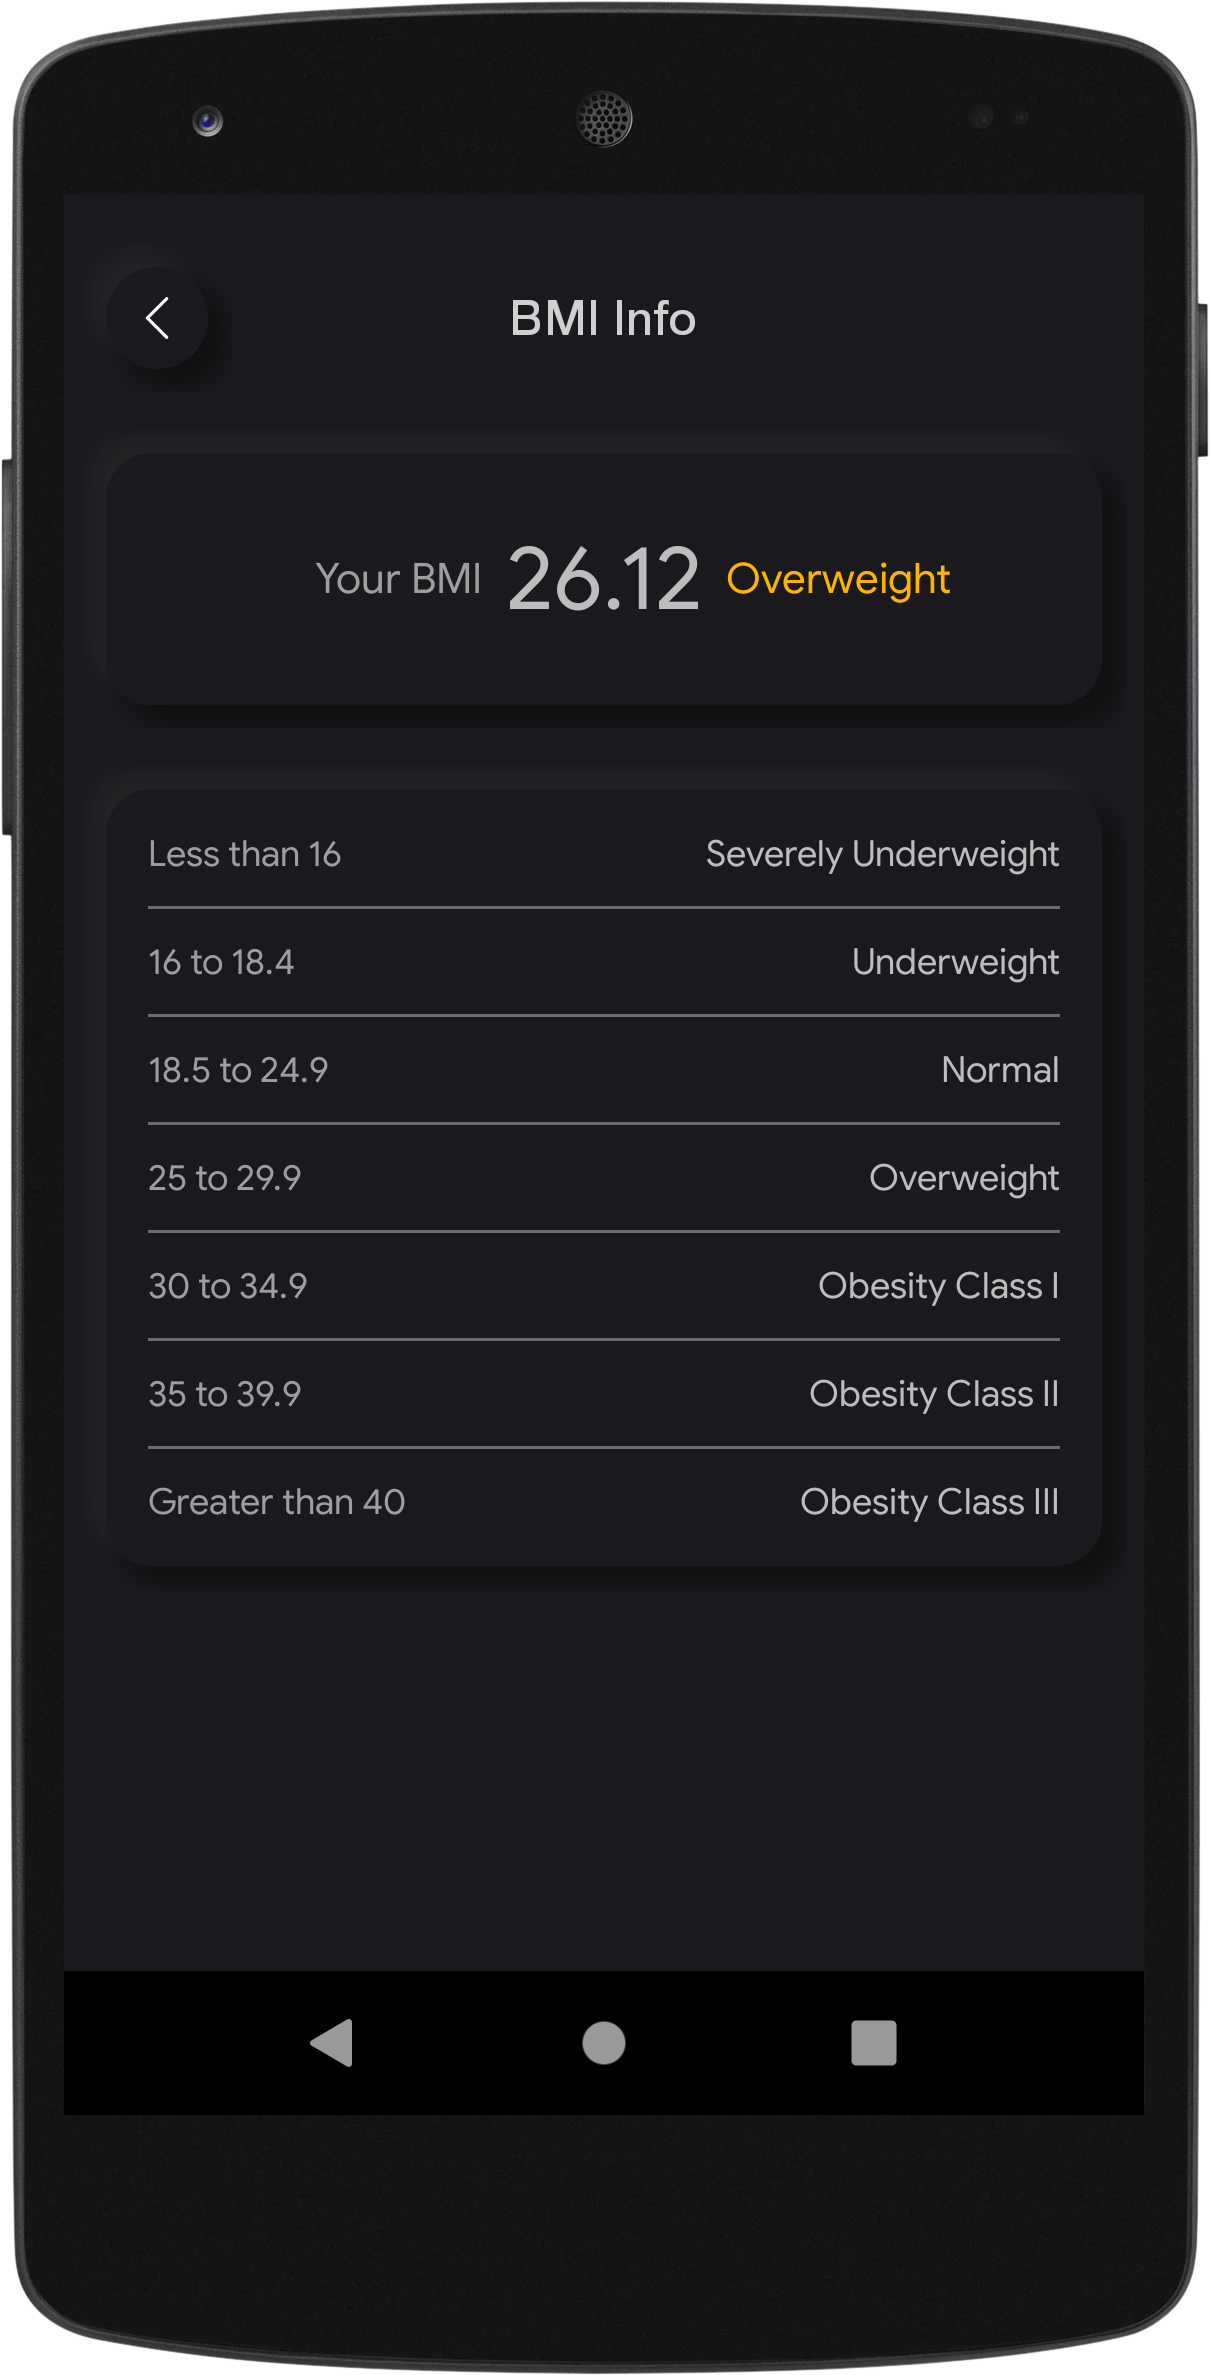 BMI Info
Your BMI 26.12 Overweight
Less than 16 Severely Underweight
16 to 18.4 Underweight
18.5 to 24.9 Normal
25 to 29.9 Overweight
30 to 34.9 Obesity Class I
35 to 39.9 Obesity Class II
Greater than 40 Obesity Class III